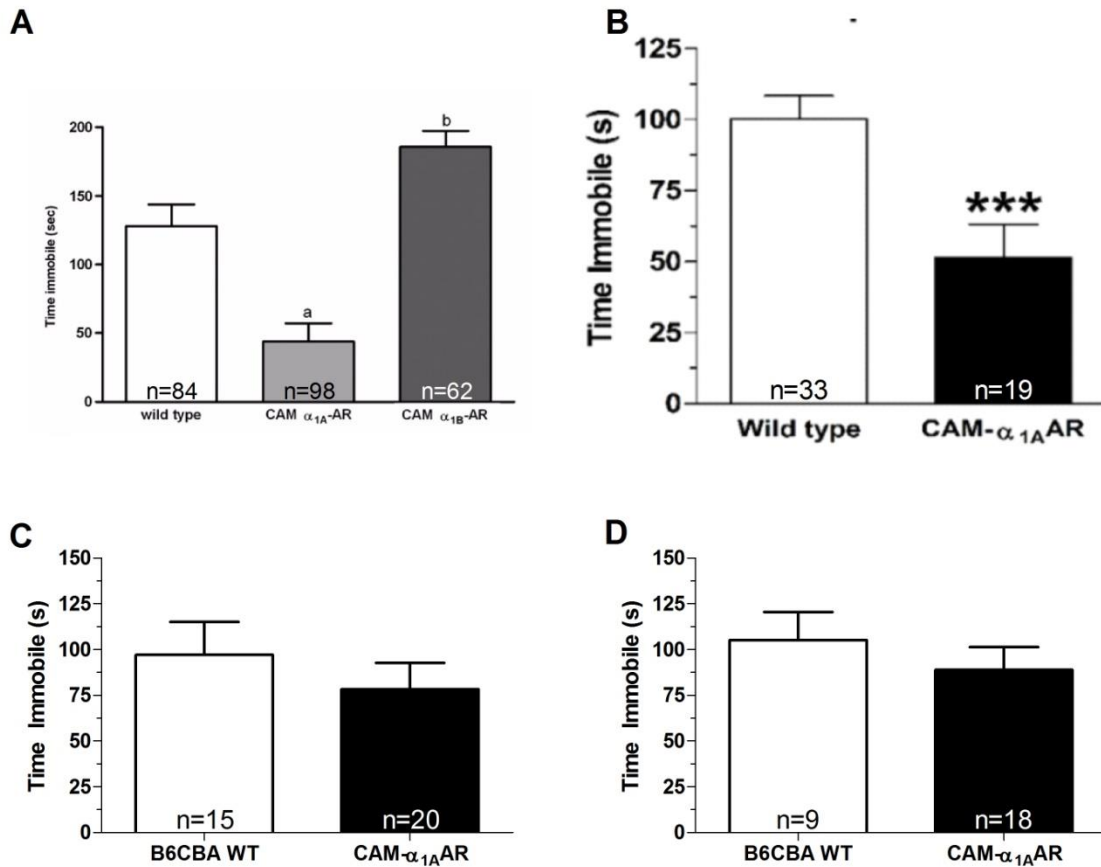 A
Time immobile (sec)
200
150
100
50
0
b
a
n=84
n=98
n=62
wild type
CAM α1A-AR
CAM α1B-AR
B
Time Immobile (s)
125
100
75
50
25
0
-
***
n=33
n=19
Wild type
CAM-α1AAR
C
Time Immobile (s)
150
125
100
75
50
25
0
n=15
n=20
B6CBA WT
CAM-α1AAR
D
Time Immobile (s)
150
125
100
75
50
25
0
n=9
n=18
B6CBA WT
CAM-α1AAR